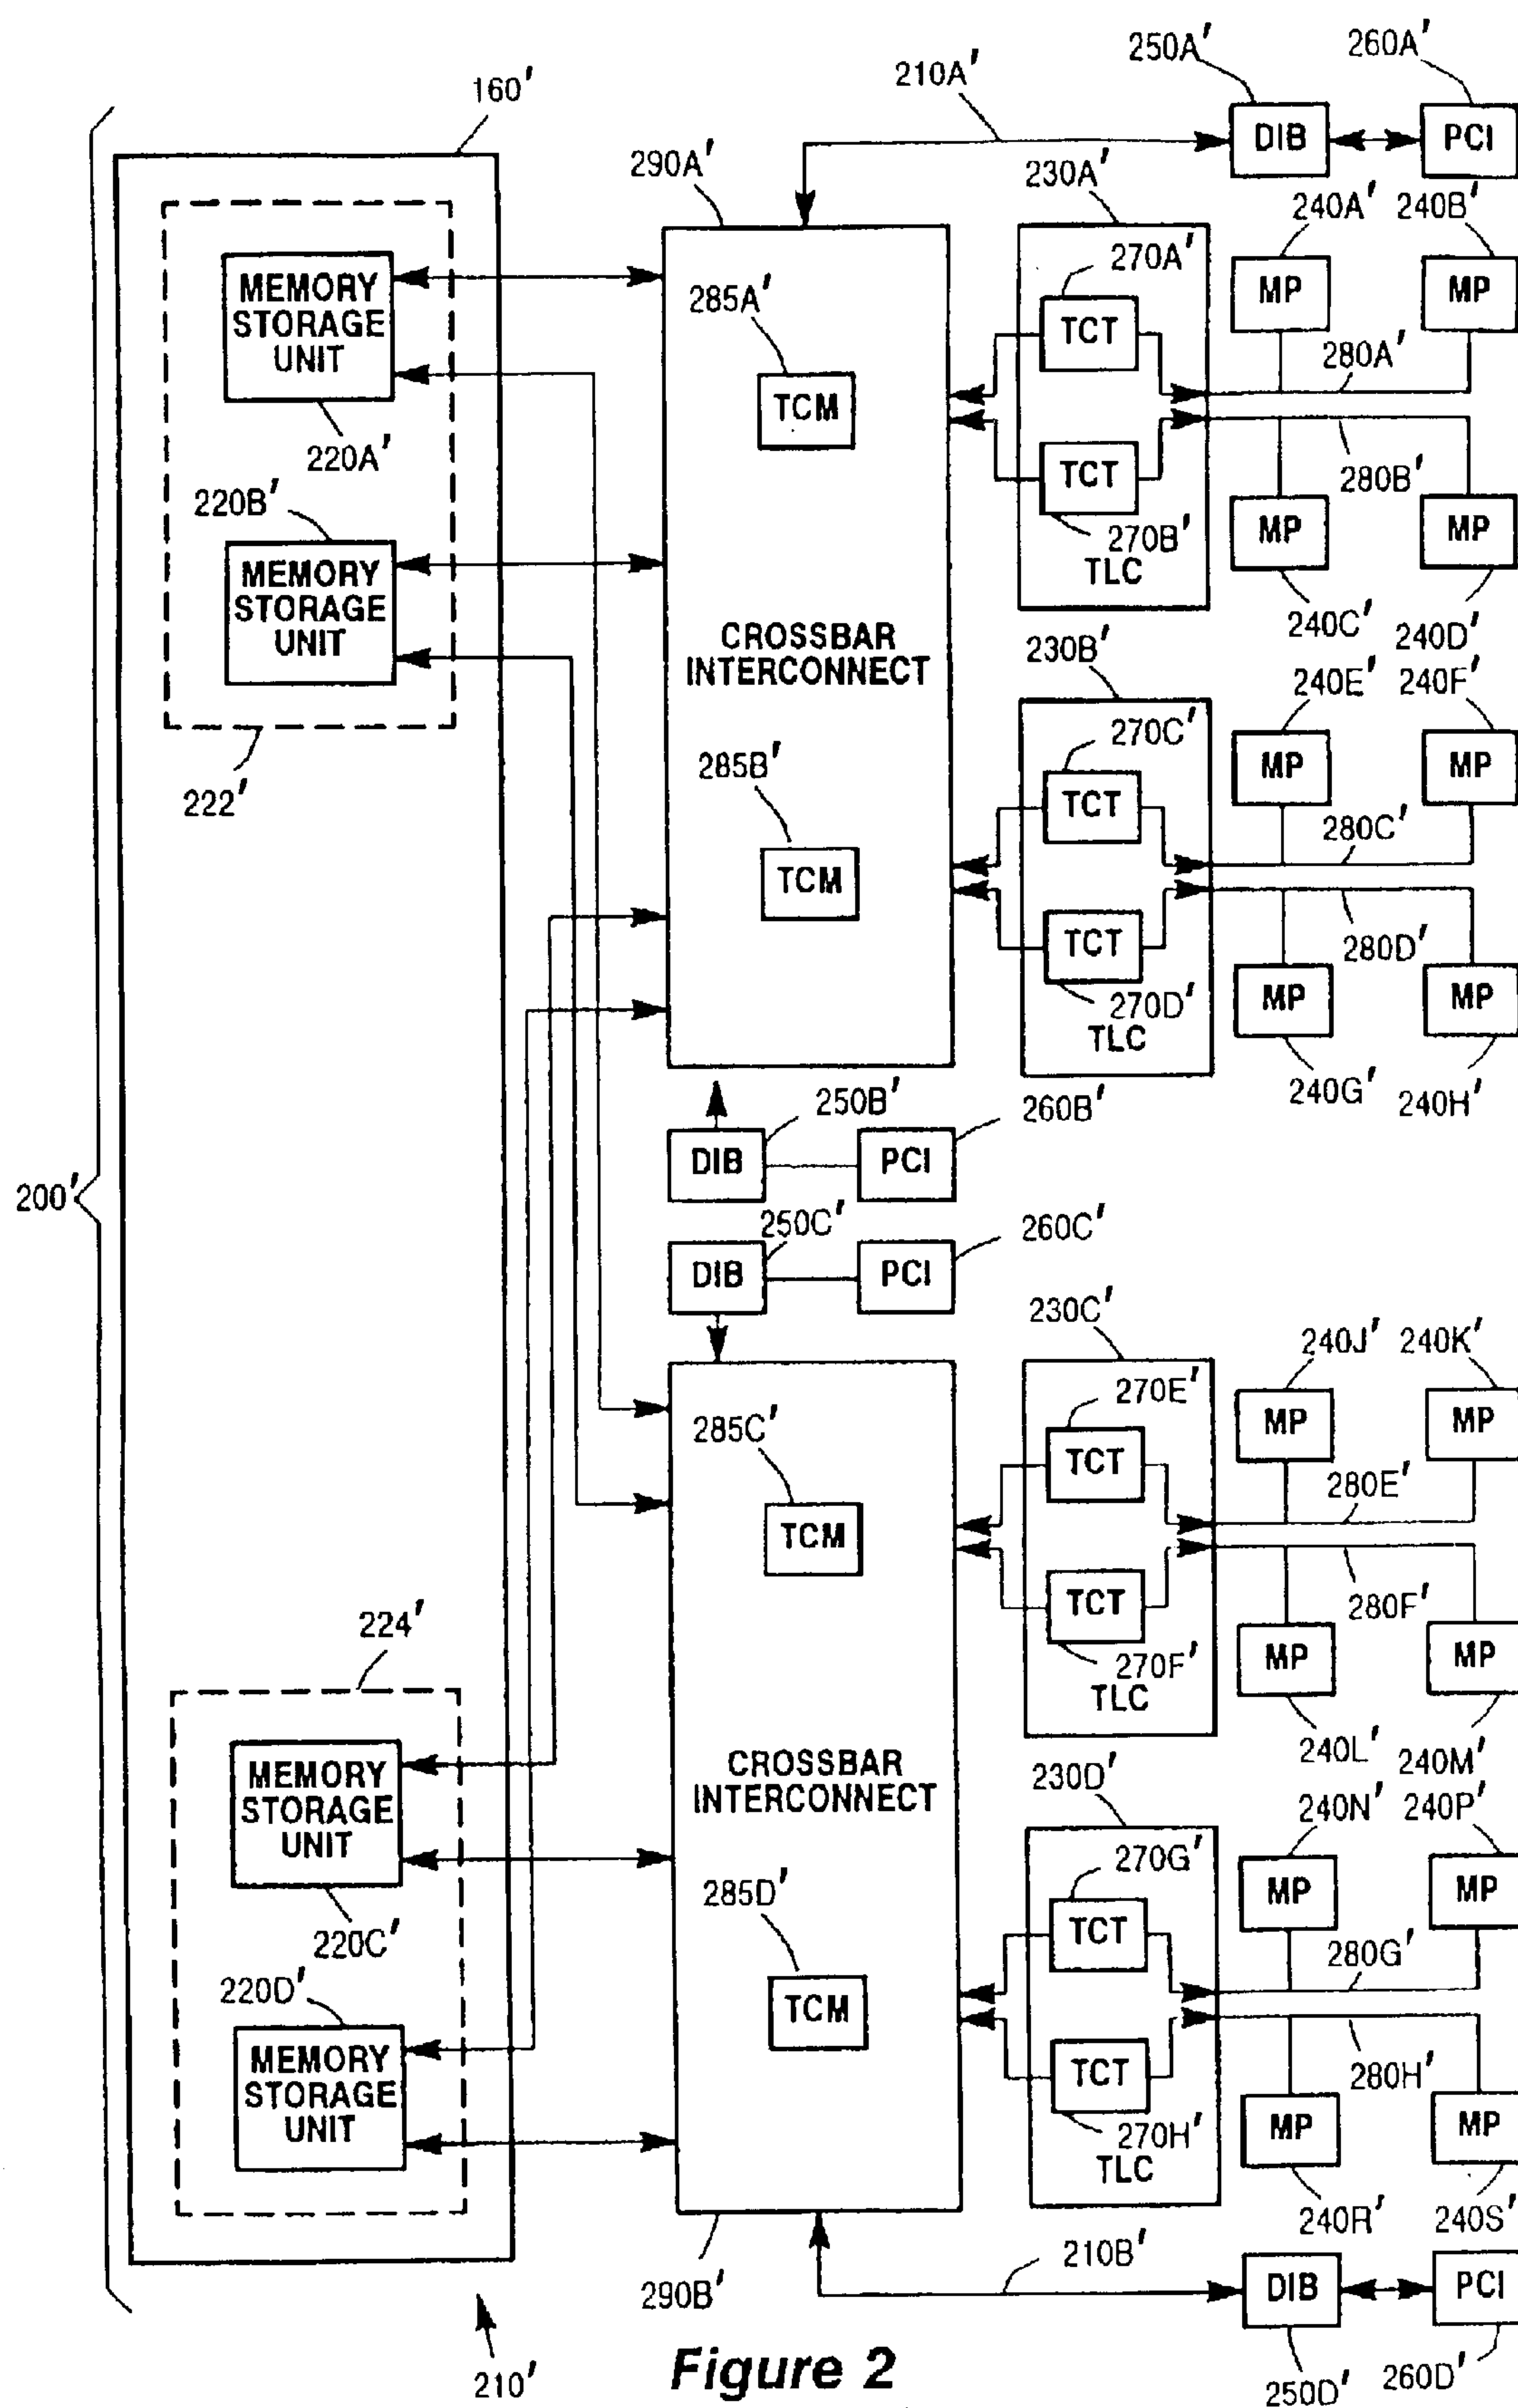 250A'
260A'
160'
210A'
DIB
PCI
290A'
230A'
240A'
240B'
MEMORY
STORAGE
UNIT
270A'
MP
MP
285A'
TCT
280A'
TCM
220A'
TCT
280B'
220B'
270B'
MP
MP
TLC
MEMORY
STORAGE
UNIT
CROSSBAR
INTERCONNECT
240C'
240D'
230B'
240E'
240F'
222'
285B'
270C'
MP
MP
TCT
280C'
TCM
TCT
280D'
270D'
MP
MP
TLC
250B'
260B'
240G'
240H'
DIB
PCI
200'
250C'
260C'
DIB
PCI
230C'
240J'
240K'
270E'
MP
MP
285C'
TCT
280E'
TCM
TCT
280F'
224'
270F'
MP
MP
TLC
240L'
240M'
MEMORY
STORAGE
UNIT
CROSSBAR
INTERCONNECT
230D'
240N'
240P'
270G'
MP
MP
285D'
TCT
220C'
280G'
220D'
TCM
TCT
280H'
MEMORY
STORAGE
UNIT
270H'
MP
MP
TLC
240R'
240S'
210B'
290B'
DIB
PCI
210'
Figure 2
250D'
260D'